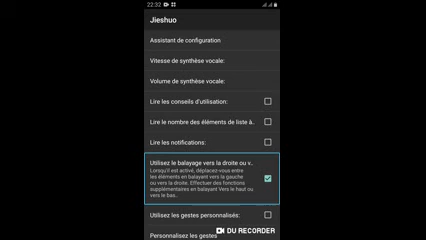 22:32
Jieshuo
Assistant de configuration
Vitesse de synthèse vocale:
Volume de synthèse vocale:
Lire les conseils d'utilisation:
Lire le nombre des éléments de liste à..
Lire les notifications:
Utilisez le balayage vers la droite ou v..
Lorsqu'il est activé, déplacez-vous entre
les éléments en balayant vers la gauche
ou vers la droite. Effectuer des fonctions
supplémentaires en balayant Vers le haut ou
vers le bas..
Utilisez les gestes personnalisés:
Personnalisez les gestes
DU RECORDER